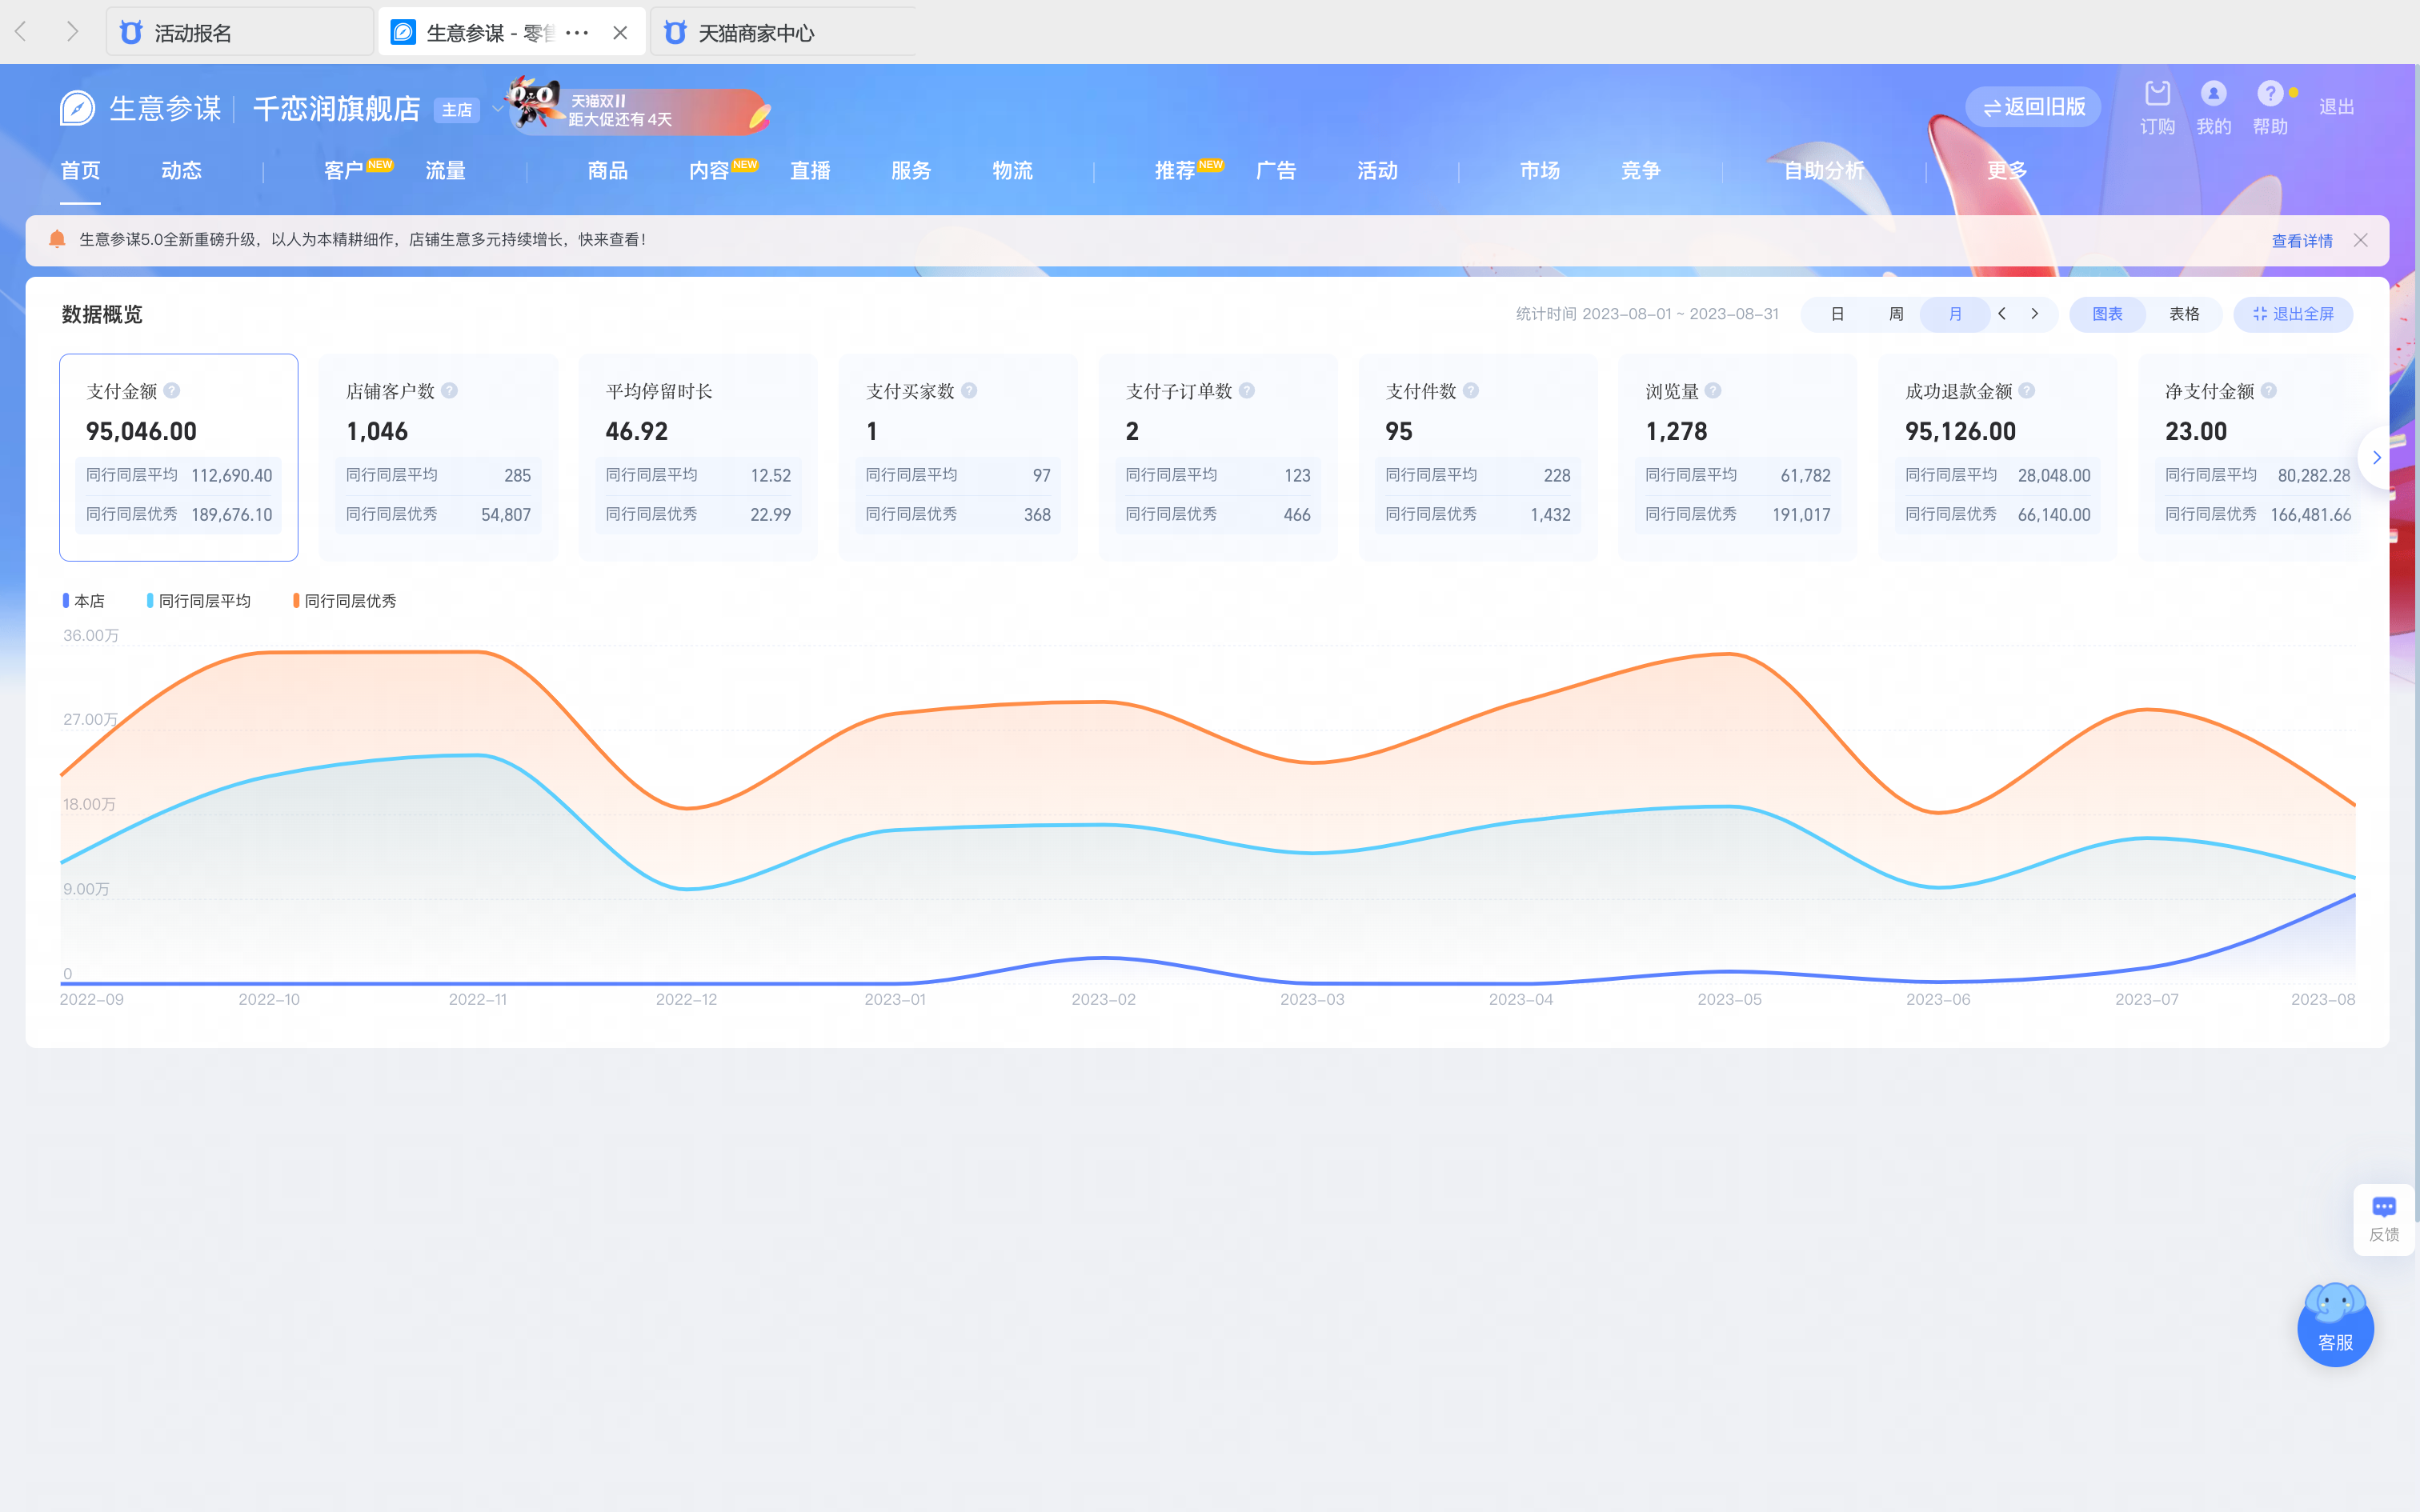 活动报名
生意参谋 - 零售 ···
天猫商家中心
生意参谋 千恋润旗舰店 主店
天猫双11
距大促还有4天
返回旧版
订购 我的 帮助 退出
首页 动态 客户 NEW 流量 商品 内容 NEW 直播 服务 物流 推荐 NEW 广告 活动 市场 竞争 自助分析 更多
生意参谋5.0全新重磅升级，以人为本精耕细作，店铺生意多元持续增长，快来查看！ 查看详情
数据概览
统计时间 2023-08-01 ~ 2023-08-31 日 周 月 图表 表格 退出全屏
支付金额
95,046.00
同行同层平均 112,690.40
同行同层优秀 189,676.10
店铺客户数
1,046
同行同层平均 285
同行同层优秀 54,807
平均停留时长
46.92
同行同层平均 12.52
同行同层优秀 22.99
支付买家数
1
同行同层平均 97
同行同层优秀 368
支付子订单数
2
同行同层平均 123
同行同层优秀 466
支付件数
95
同行同层平均 228
同行同层优秀 1,432
浏览量
1,278
同行同层平均 61,782
同行同层优秀 191,017
成功退款金额
95,126.00
同行同层平均 28,048.00
同行同层优秀 66,140.00
净支付金额
23.00
同行同层平均 80,282.28
同行同层优秀 166,481.66
本店 同行同层平均 同行同层优秀
36.00万
27.00万
18.00万
9.00万
0
2022-09 2022-10 2022-11 2022-12 2023-01 2023-02 2023-03 2023-04 2023-05 2023-06 2023-07 2023-08
反馈
客服